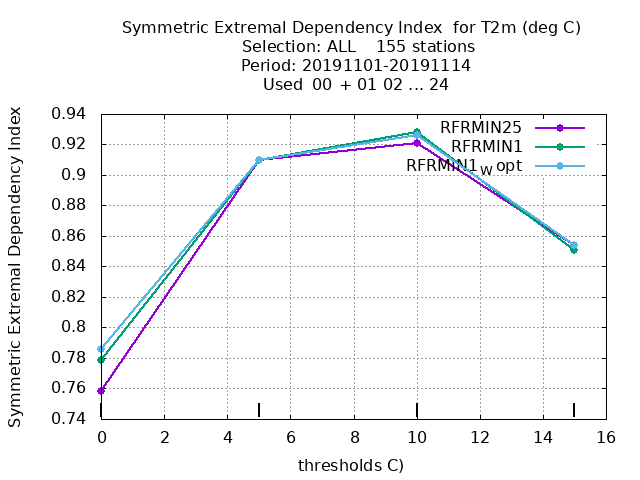 Symmetric Extremal Dependency Index  for T2m (deg C)
Selection: ALL    155 stations
Period: 20191101-20191114
Used  00  + 01 02 ... 24
Symmetric Extremal Dependency Index
0.94
0.92
0.9
0.88
0.86
0.84
0.82
0.8
0.78
0.76
0.74
RFRMIN25
RFRMIN1
RFRMIN1w opt
0 2 4 6 8 10 12 14 16
thresholds C)